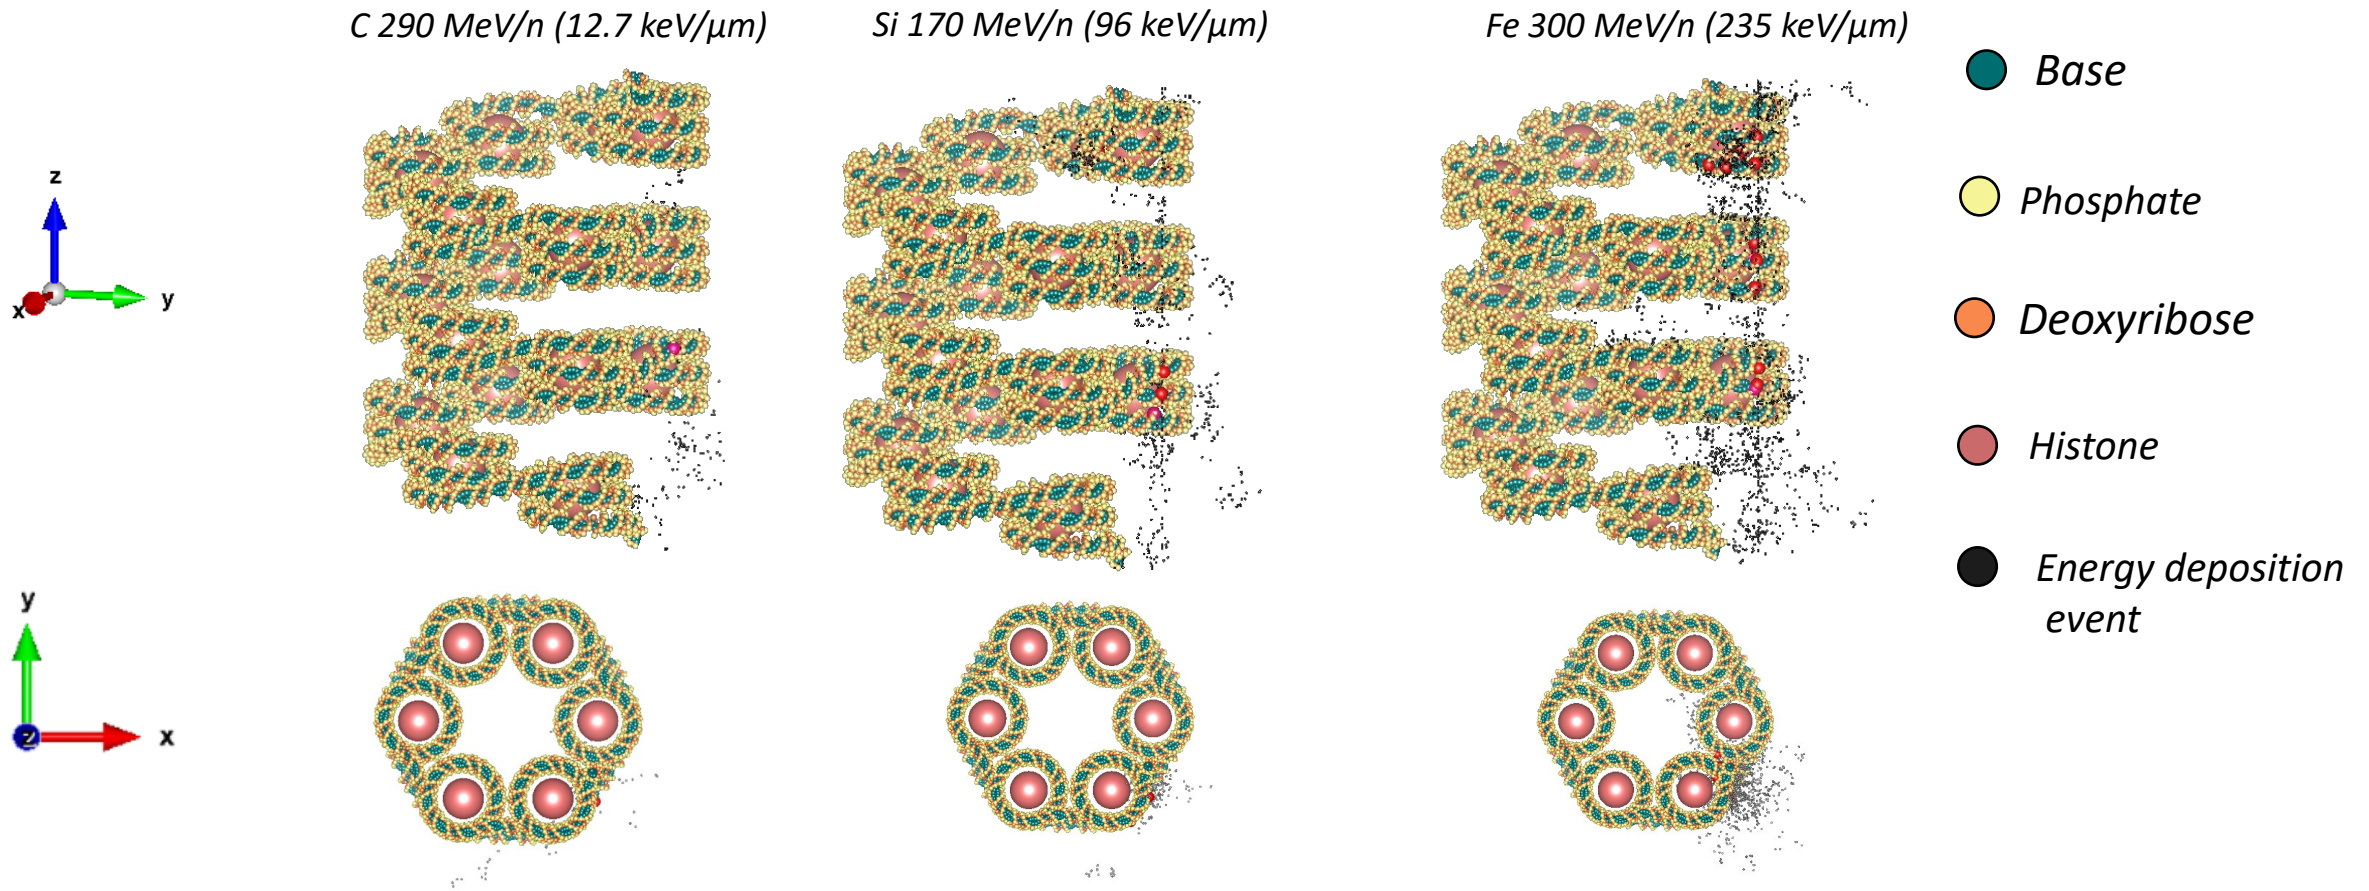 C 290 MeV/n (12.7 keV/μm)
Si 170 MeV/n (96 keV/μm)
Fe 300 MeV/n (235 keV/μm)
Base
Phosphate
Deoxyribose
Histone
Energy deposition
event
z
x
y
y
z
x